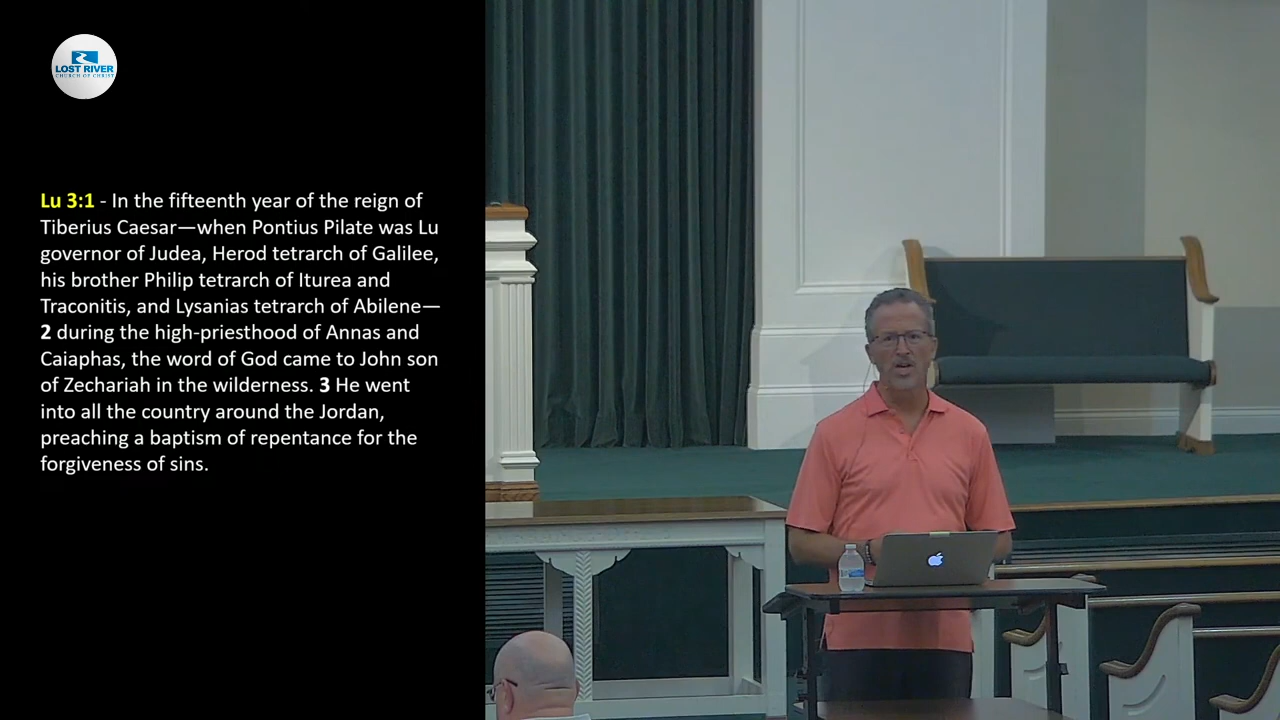 LOST RIVER
CHURCH OF CHRIST
Lu 3:1 - In the fifteenth year of the reign of
Tiberius Caesar—when Pontius Pilate was Lu
governor of Judea, Herod tetrarch of Galilee,
his brother Philip tetrarch of Iturea and
Traconitis, and Lysanias tetrarch of Abilene—
2 during the high-priesthood of Annas and
Caiaphas, the word of God came to John son
of Zechariah in the wilderness. 3 He went
into all the country around the Jordan,
preaching a baptism of repentance for the
forgiveness of sins.